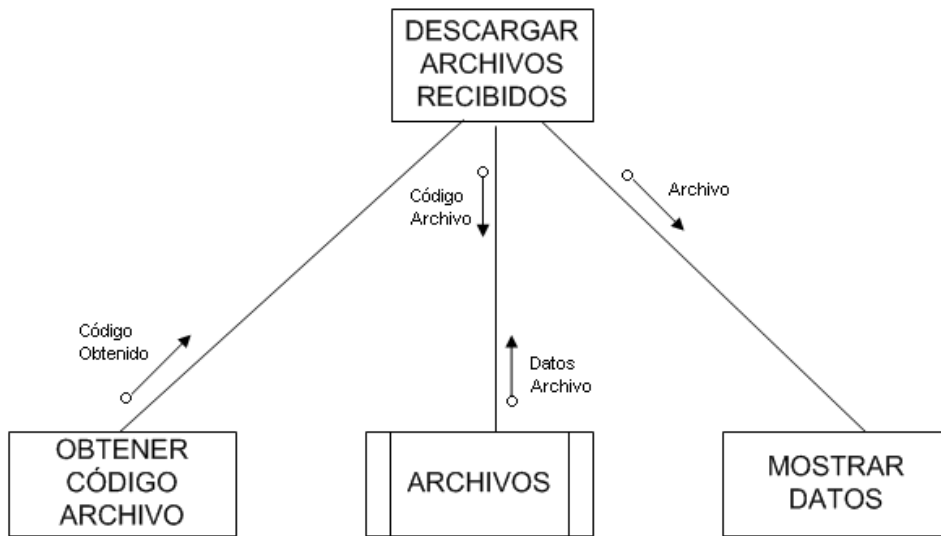 DESCARGAR
ARCHIVOS
RECIBIDOS
Código
Archivo
Archivo
Código
Obtenido
Datos
Archivo
OBTENER
CÓDIGO
ARCHIVO
ARCHIVOS
MOSTRAR
DATOS